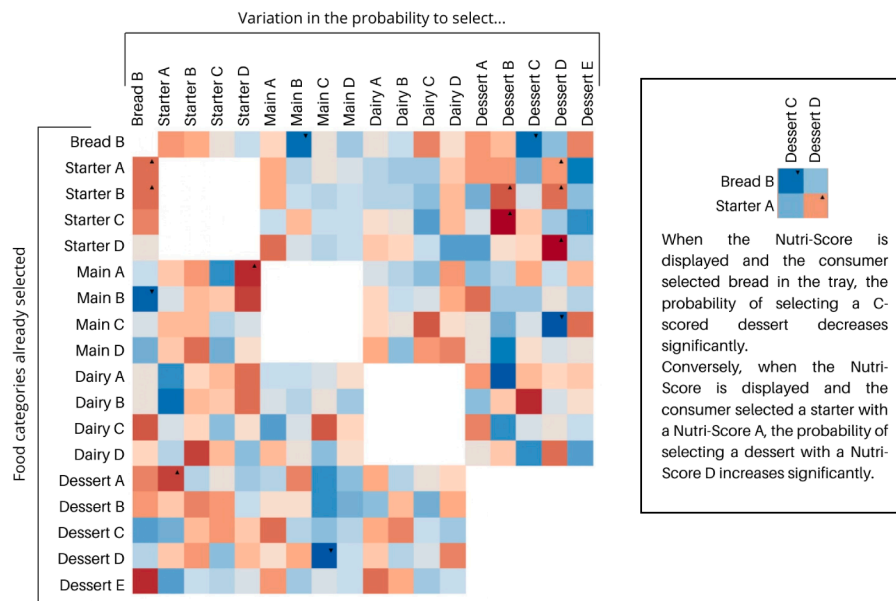 Variation in the probability to select...
Bread B
Starter A
Starter B
Starter C
Starter D
Main A
Main B
Main C
Main D
Dairy A
Dairy B
Dairy C
Dairy D
Dessert A
Dessert B
Dessert C
Dessert D
Dessert E
Food categories already selected
Bread B
Starter A
Starter B
Starter C
Starter D
Main A
Main B
Main C
Main D
Dairy A
Dairy B
Dairy C
Dairy D
Dessert A
Dessert B
Dessert C
Dessert D
Dessert E
Dessert C
Dessert D
Bread B
Starter A
When the Nutri-Score is
displayed and the consumer
selected bread in the tray, the
probability of selecting a C-
scored dessert decreases
significantly.
Conversely, when the Nutri-
Score is displayed and the
consumer selected a starter with
a Nutri-Score A, the probability of
selecting a dessert with a Nutri-
Score D increases significantly.